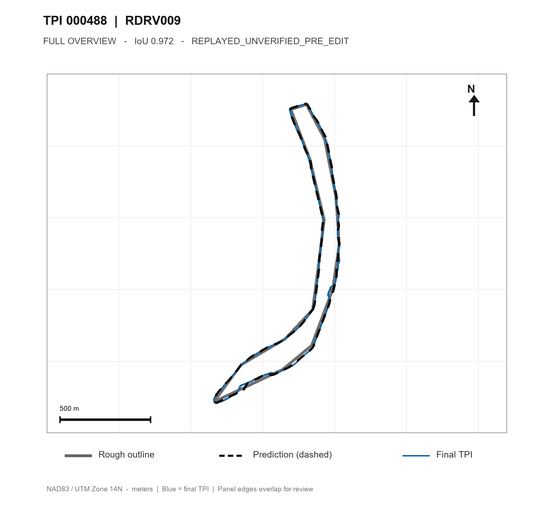 TPI 000488 | RDRV009
FULL OVERVIEW - IoU 0.972 - REPLAYED_UNVERIFIED_PRE_EDIT
N
500 m
Rough outline Prediction (dashed) Final TPI
NAD83 / UTM Zone 14N - meters | Blue = final TPI | Panel edges overlap for review